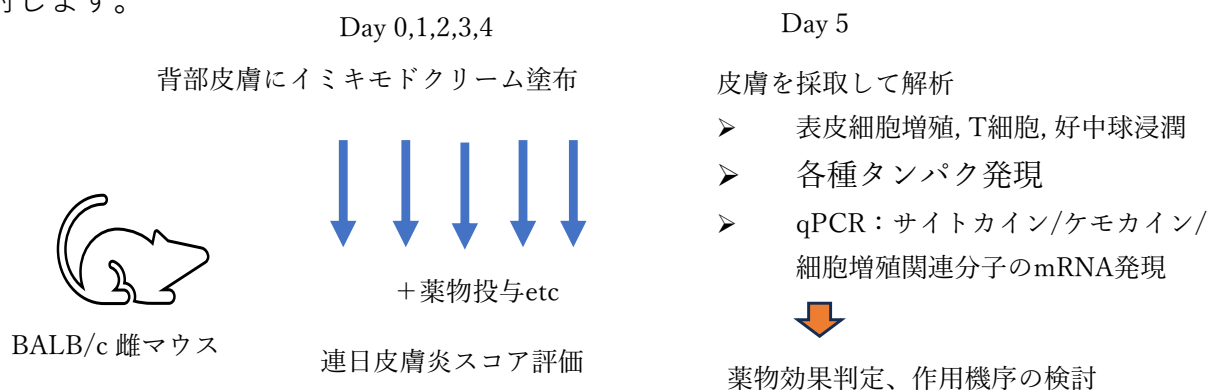 討します。
Day 0,1,2,3,4
背部皮膚にイミキモドクリーム塗布
＋薬物投与etc
連日皮膚炎スコア評価
BALB/c 雌マウス
Day 5
皮膚を採取して解析
➢ 表皮細胞増殖, T細胞, 好中球浸潤
➢ 各種タンパク発現
➢ qPCR：サイトカイン/ケモカイン/
細胞増殖関連分子のmRNA発現
薬物効果判定、作用機序の検討